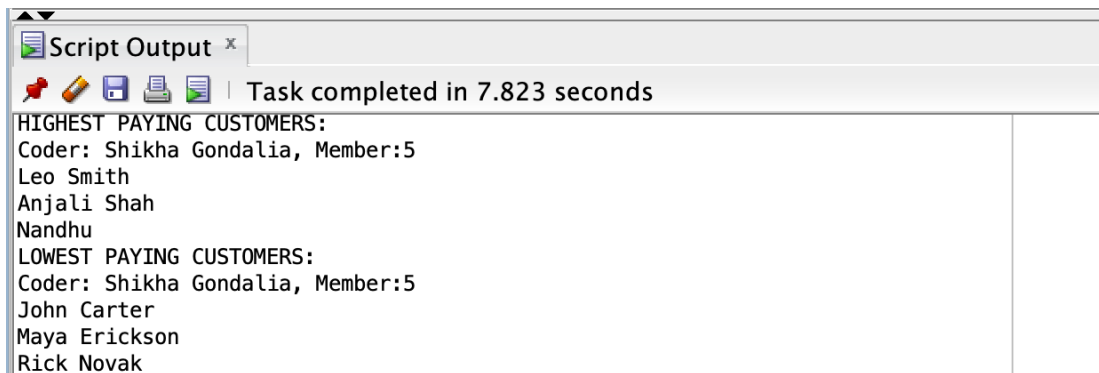 Script Output x
Task completed in 7.823 seconds
HIGHEST PAYING CUSTOMERS:
Coder: Shikha Gondalia, Member:5
Leo Smith
Anjali Shah
Nandhu
LOWEST PAYING CUSTOMERS:
Coder: Shikha Gondalia, Member:5
John Carter
Maya Erickson
Rick Novak